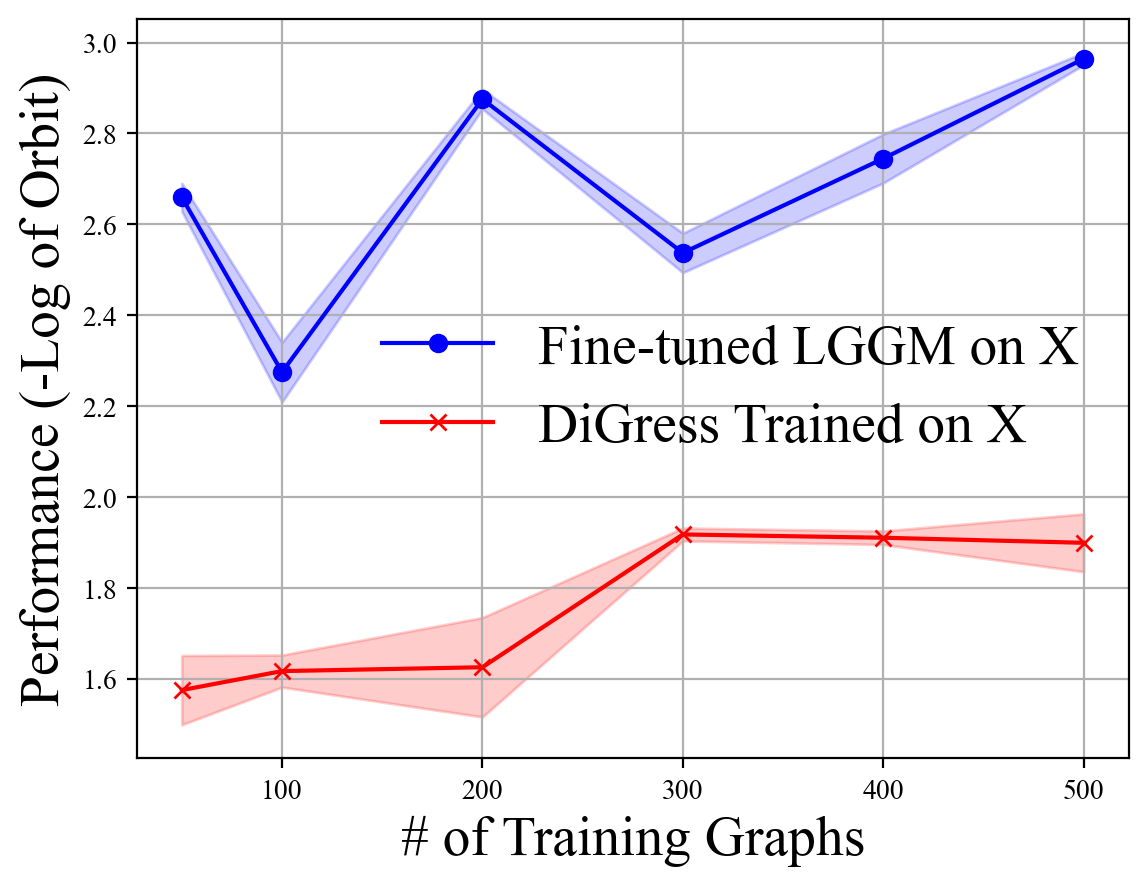 Performance (-Log of Orbit)
3.0
2.8
2.6
2.4
2.2
2.0
1.8
1.6
Fine-tuned LGGM on X
DiGress Trained on X
100 200 300 400 500
# of Training Graphs